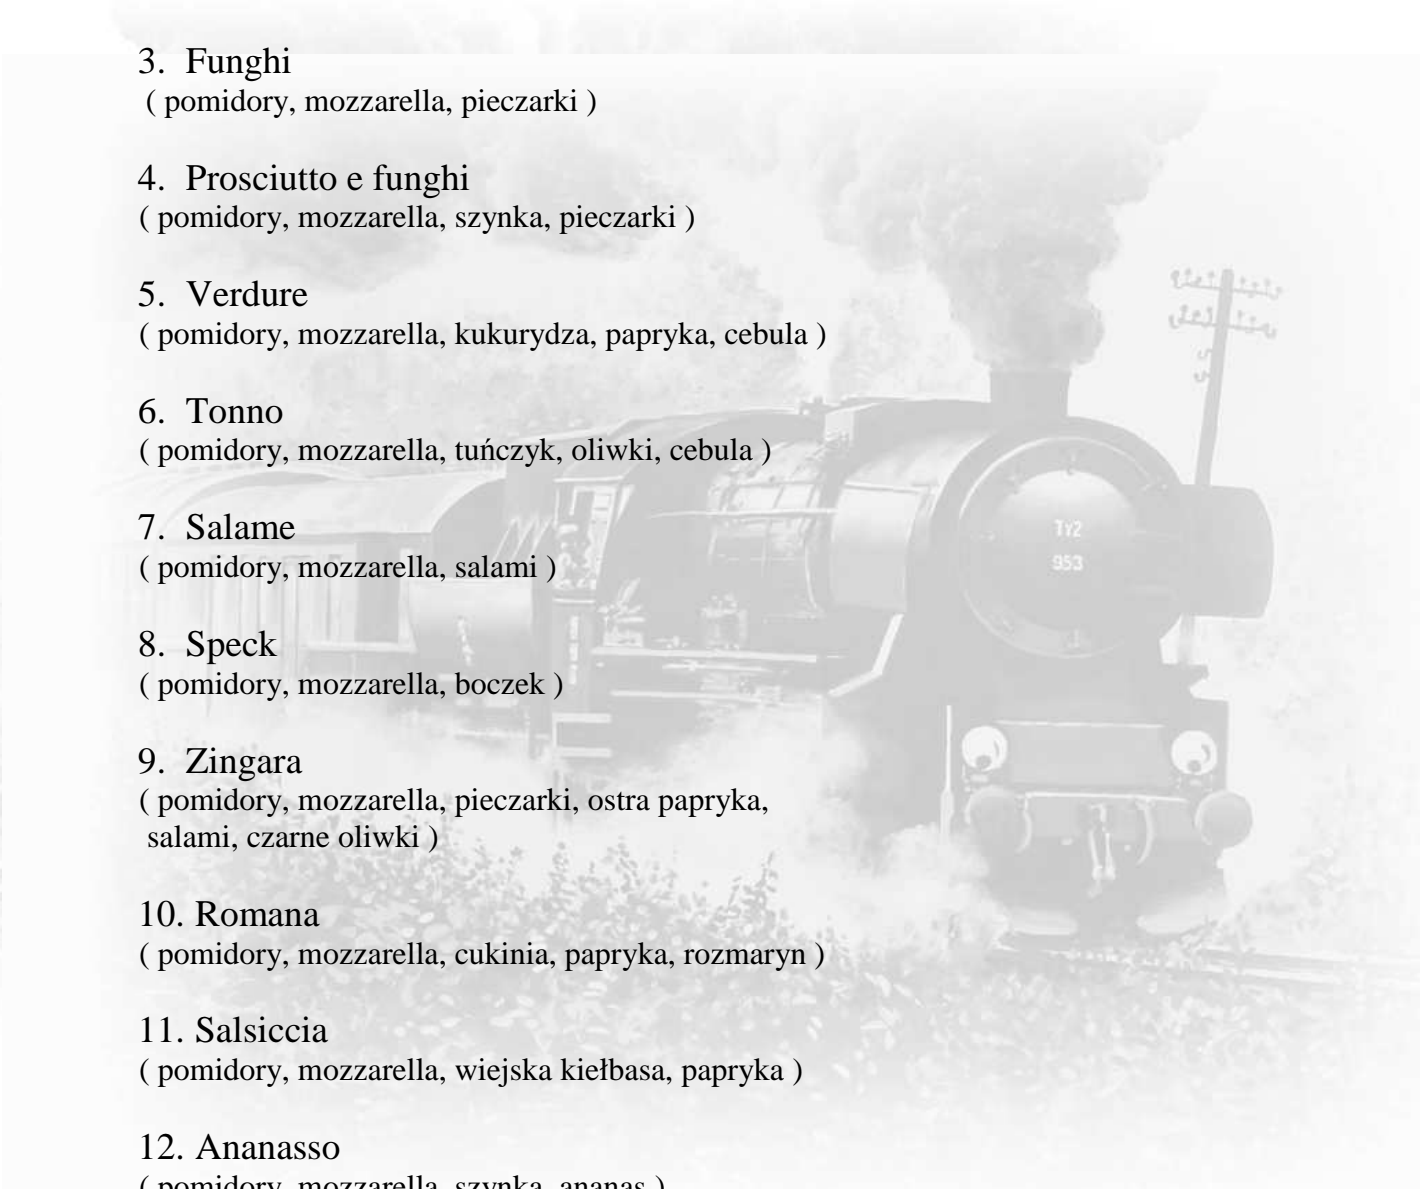 3. Funghi
( pomidory, mozzarella, pieczarki )
4. Prosciutto e funghi
( pomidory, mozzarella, szynka, pieczarki )
5. Verdure
( pomidory, mozzarella, kukurydza, papryka, cebula )
6. Tonno
( pomidory, mozzarella, tuńczyk, oliwki, cebula )
7. Salame
( pomidory, mozzarella, salami )
8. Speck
( pomidory, mozzarella, boczek )
9. Zingara
( pomidory, mozzarella, pieczarki, ostra papryka,
salami, czarne oliwki )
10. Romana
( pomidory, mozzarella, cukinia, papryka, rozmaryn )
11. Salsiccia
( pomidory, mozzarella, wiejska kiełbasa, papryka )
12. Ananasso
( pomidory, mozzarella, szynka, ananas )
Ty2
953